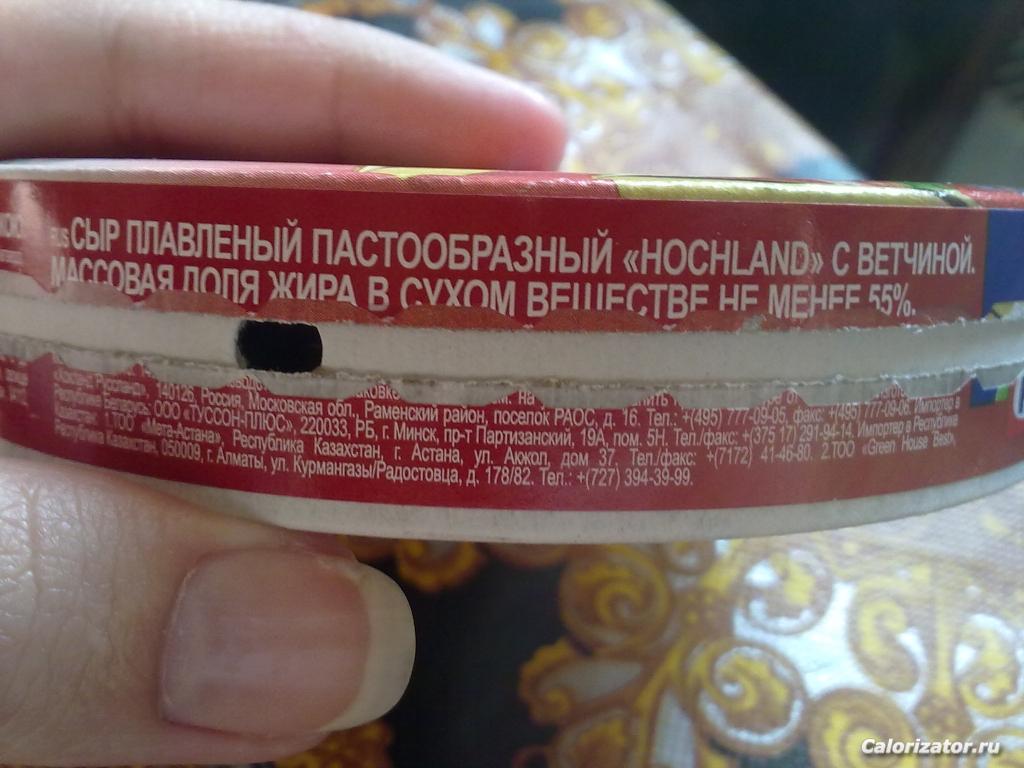 RUS СЫР ПЛАВЛЕНЫЙ ПАСТООБРАЗНЫЙ «HOCHLAND» С ВЕТЧИНОЙ.
МАССОВАЯ ДОЛЯ ЖИРА В СУХОМ ВЕЩЕСТВЕ НЕ МЕНЕЕ 55%.
140126, Россия, Московская обл., Раменский район, поселок РАОС, д. 16. Тел.: +(495) 777-09-05, факс: +(495) 777-09-06. Импортер в
Республике Беларусь: ООО «ТУССОН-ПЛЮС», 220033, РБ, г. Минск, пр-т Партизанский, 19А, пом. 5Н. Тел./факс: +(375 17) 291-94-14. Импортер в Республике
Казахстан: 1.ТОО «Мега-Астана», Республика Казахстан, г. Астана, ул. Акжол, дом 37. Тел./факс: +(7172) 41-46-80. 2.ТОО «Green House Best»,
Республика Казахстан, 050009, г. Алматы, ул. Курмангазы/Радостовца, д. 178/82. Тел.: +(727) 394-39-99.
Calorizator.ru